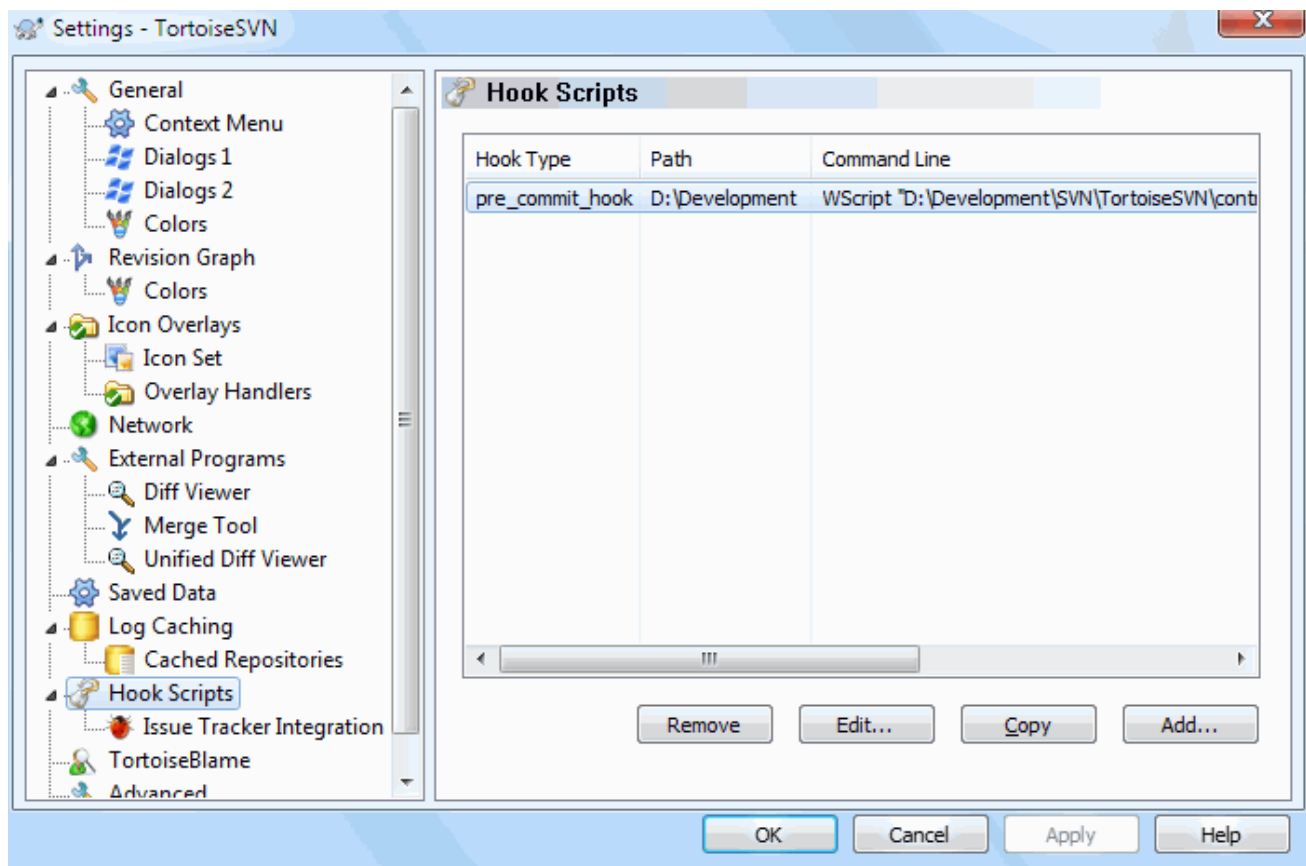 Settings - TortoiseSVN
General
Context Menu
Dialogs 1
Dialogs 2
Colors
Revision Graph
Colors
Icon Overlays
Icon Set
Overlay Handlers
Network
External Programs
Diff Viewer
Merge Tool
Unified Diff Viewer
Saved Data
Log Caching
Cached Repositories
Hook Scripts
Issue Tracker Integration
TortoiseBlame
Advanced
Hook Scripts
Hook Type Path Command Line
pre_commit_hook D:\Development WScript "D:\Development\SVN\TortoiseSVN\contr
Remove Edit... Copy Add...
OK Cancel Apply Help